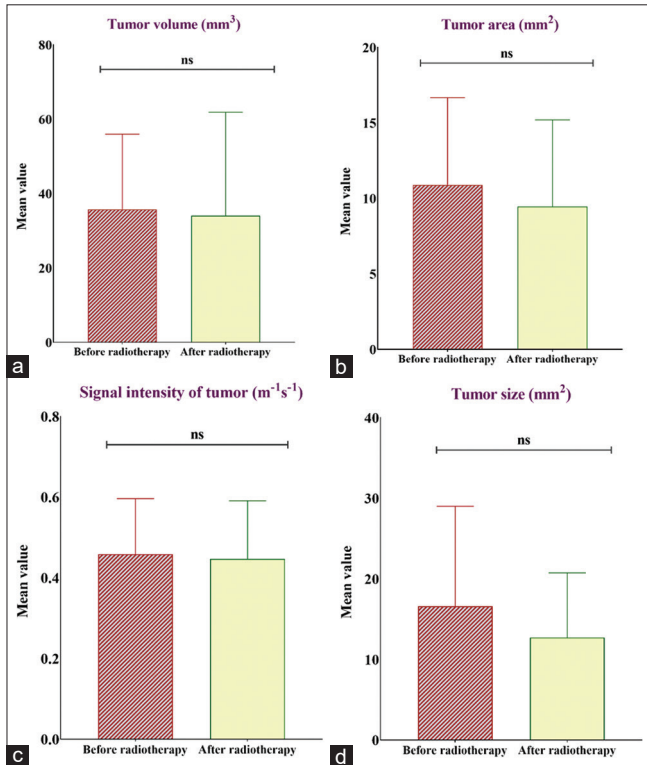 Tumor volume (mm³)
80
60
40
20
0
Mean value
ns
Before radiotherapy After radiotherapy
a
Tumor area (mm²)
20
15
10
5
0
Mean value
ns
Before radiotherapy After radiotherapy
b
Signal intensity of tumor (m⁻¹s⁻¹)
0.8
0.6
0.4
0.2
0.0
Mean value
ns
Before radiotherapy After radiotherapy
c
Tumor size (mm²)
40
30
20
10
0
Mean value
ns
Before radiotherapy After radiotherapy
d